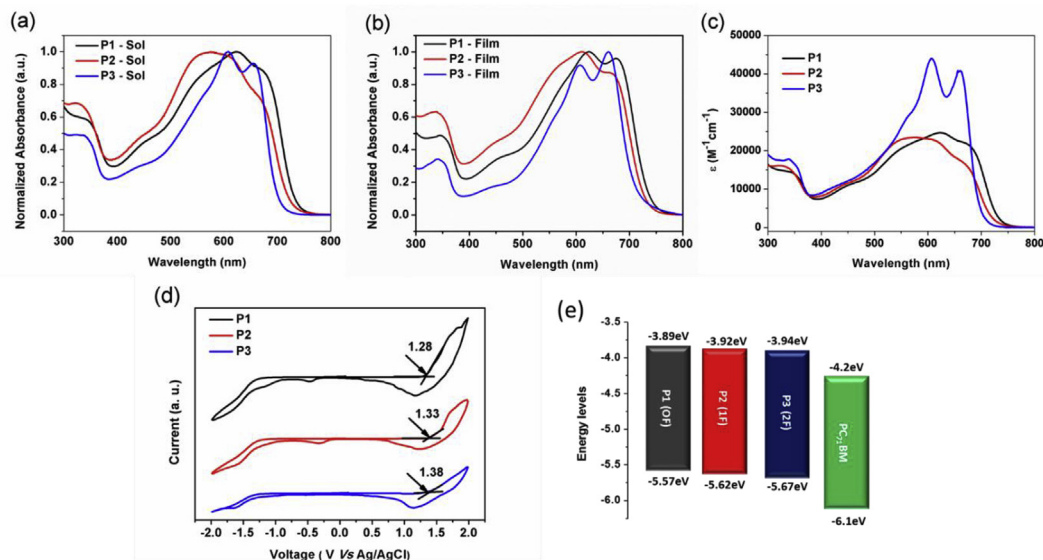 (a)
P1 - Sol
P2 - Sol
P3 - Sol
Normalized Absorbance (a.u.)
1.0
0.8
0.6
0.4
0.2
0.0
300 400 500 600 700 800
Wavelength (nm)
(b)
P1 - Film
P2 - Film
P3 - Film
Normalized Absorbance (a.u.)
1.0
0.8
0.6
0.4
0.2
0.0
300 400 500 600 700 800
Wavelength (nm)
(c)
P1
P2
P3
ε (M⁻¹cm⁻¹)
50000
40000
30000
20000
10000
0
300 400 500 600 700 800
Wavelength (nm)
(d)
P1
P2
P3
1.28
1.33
1.38
Current (a. u.)
-2.0 -1.5 -1.0 -0.5 0.0 0.5 1.0 1.5 2.0
Voltage ( V Vs Ag/AgCl)
(e)
Energy levels
-3.5
-4.0
-4.5
-5.0
-5.5
-6.0
-3.89eV
-3.92eV
-3.94eV
-4.2eV
P1 (0F)
P2 (1F)
P3 (2F)
PC₇₁BM
-5.57eV
-5.62eV
-5.67eV
-6.1eV